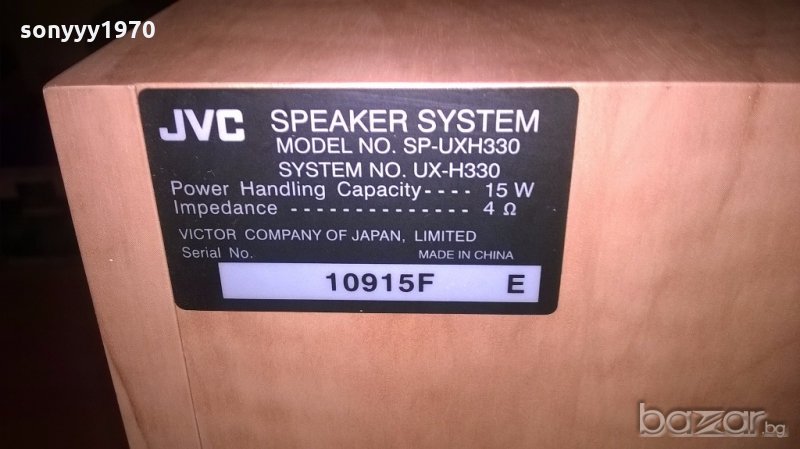 sonyyy1970
JVC SPEAKER SYSTEM
MODEL NO. SP-UXH330
SYSTEM NO. UX-H330
Power Handling Capacity---- 15 W
Impedance --------------- 4 Ω
VICTOR COMPANY OF JAPAN, LIMITED
Serial No. MADE IN CHINA
10915F E
bazar.bg